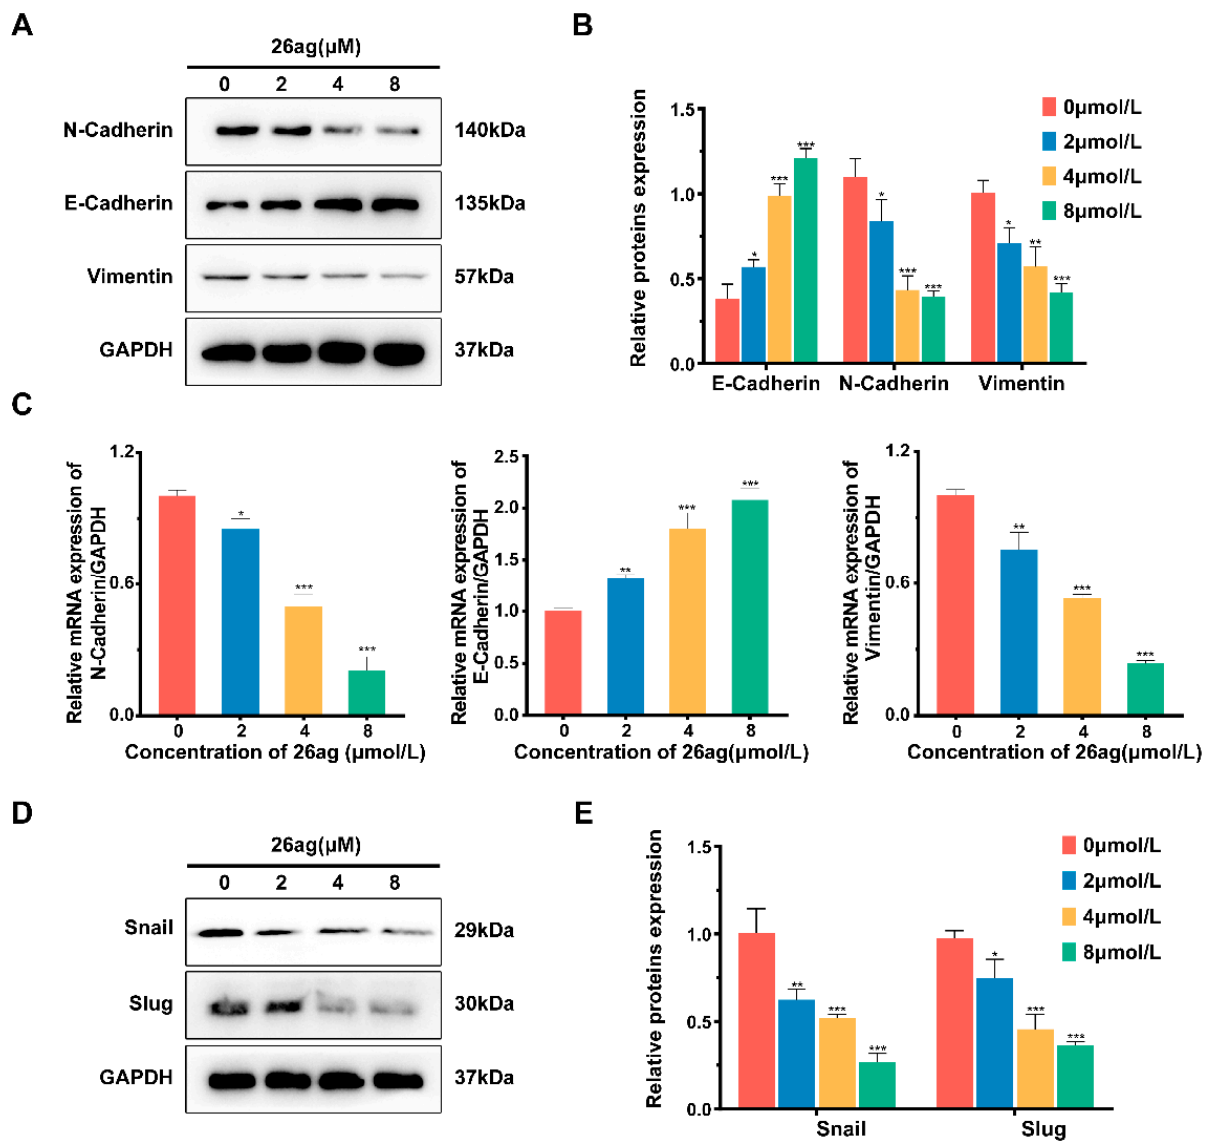 A
26ag(μM)
0 2 4 8
N-Cadherin 140kDa
E-Cadherin 135kDa
Vimentin 57kDa
GAPDH 37kDa
B
Relative proteins expression
1.5
1.0
0.5
0.0
* *** ***
* *** ***
* ** ***
E-Cadherin N-Cadherin Vimentin
0μmol/L
2μmol/L
4μmol/L
8μmol/L
C
Relative mRNA expression of
N-Cadherin/GAPDH
1.2
0.6
0.0
* *** ***
0 2 4 8
Concentration of 26ag (μmol/L)
Relative mRNA expression of
E-Cadherin/GAPDH
2.5
2.0
1.5
1.0
0.5
0.0
** *** ***
0 2 4 8
Concentration of 26ag(μmol/L)
Relative mRNA expression of
Vimentin/GAPDH
1.2
0.6
0.0
** *** ***
0 2 4 8
Concentration of 26ag(μmol/L)
D
26ag(μM)
0 2 4 8
Snail 29kDa
Slug 30kDa
GAPDH 37kDa
E
Relative proteins expression
1.5
1.0
0.5
0.0
** *** ***
* *** ***
Snail Slug
0μmol/L
2μmol/L
4μmol/L
8μmol/L